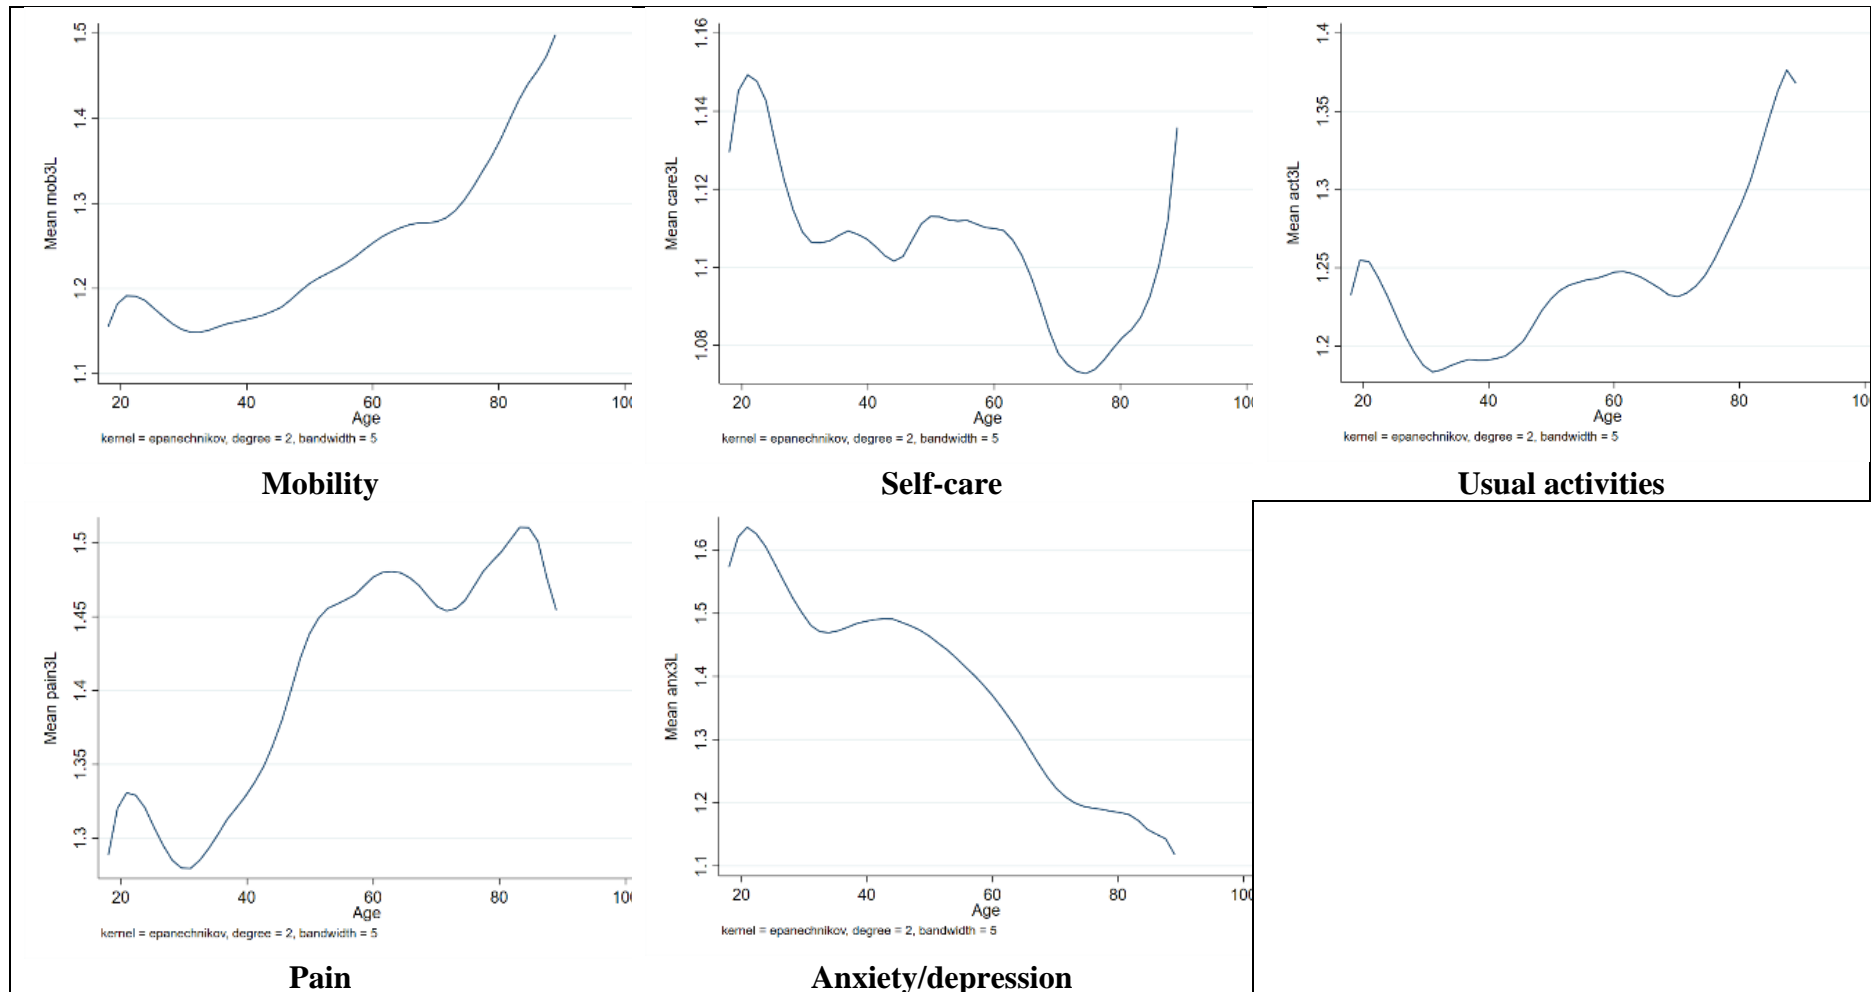 Mean mob3L
1.5
1.4
1.3
1.2
1.1
20 40 60 80 100
Age
kernel = epanechnikov, degree = 2, bandwidth = 5
Mobility
Mean care3L
1.16
1.14
1.12
1.1
1.08
20 40 60 80 100
Age
kernel = epanechnikov, degree = 2, bandwidth = 5
Self-care
Mean act3L
1.4
1.35
1.3
1.25
1.2
20 40 60 80 10
Age
kernel = epanechnikov, degree = 2, bandwidth = 5
Usual activities
Mean pain3L
1.5
1.45
1.4
1.35
1.3
20 40 60 80 100
Age
kernel = epanechnikov, degree = 2, bandwidth = 5
Pain
Mean anx3L
1.6
1.5
1.4
1.3
1.2
1.1
20 40 60 80 100
Age
kernel = epanechnikov, degree = 2, bandwidth = 5
Anxiety/depression